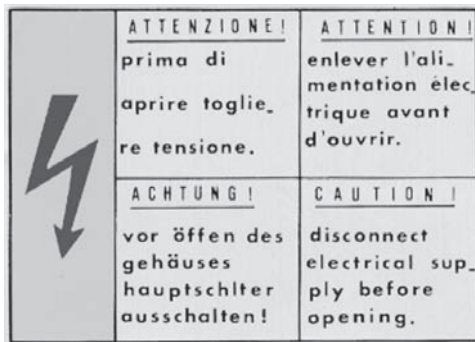 ATTENZIONE!
prima di
aprire toglie_
re tensione.
ATTENTION!
enlever l'ali_
mentation élec_
trique avant
d'ouvrir.
ACHTUNG!
vor öffen des
gehäuses
hauptschlter
ausschalten!
CAUTION!
disconnect
electrical sup_
ply before
opening.